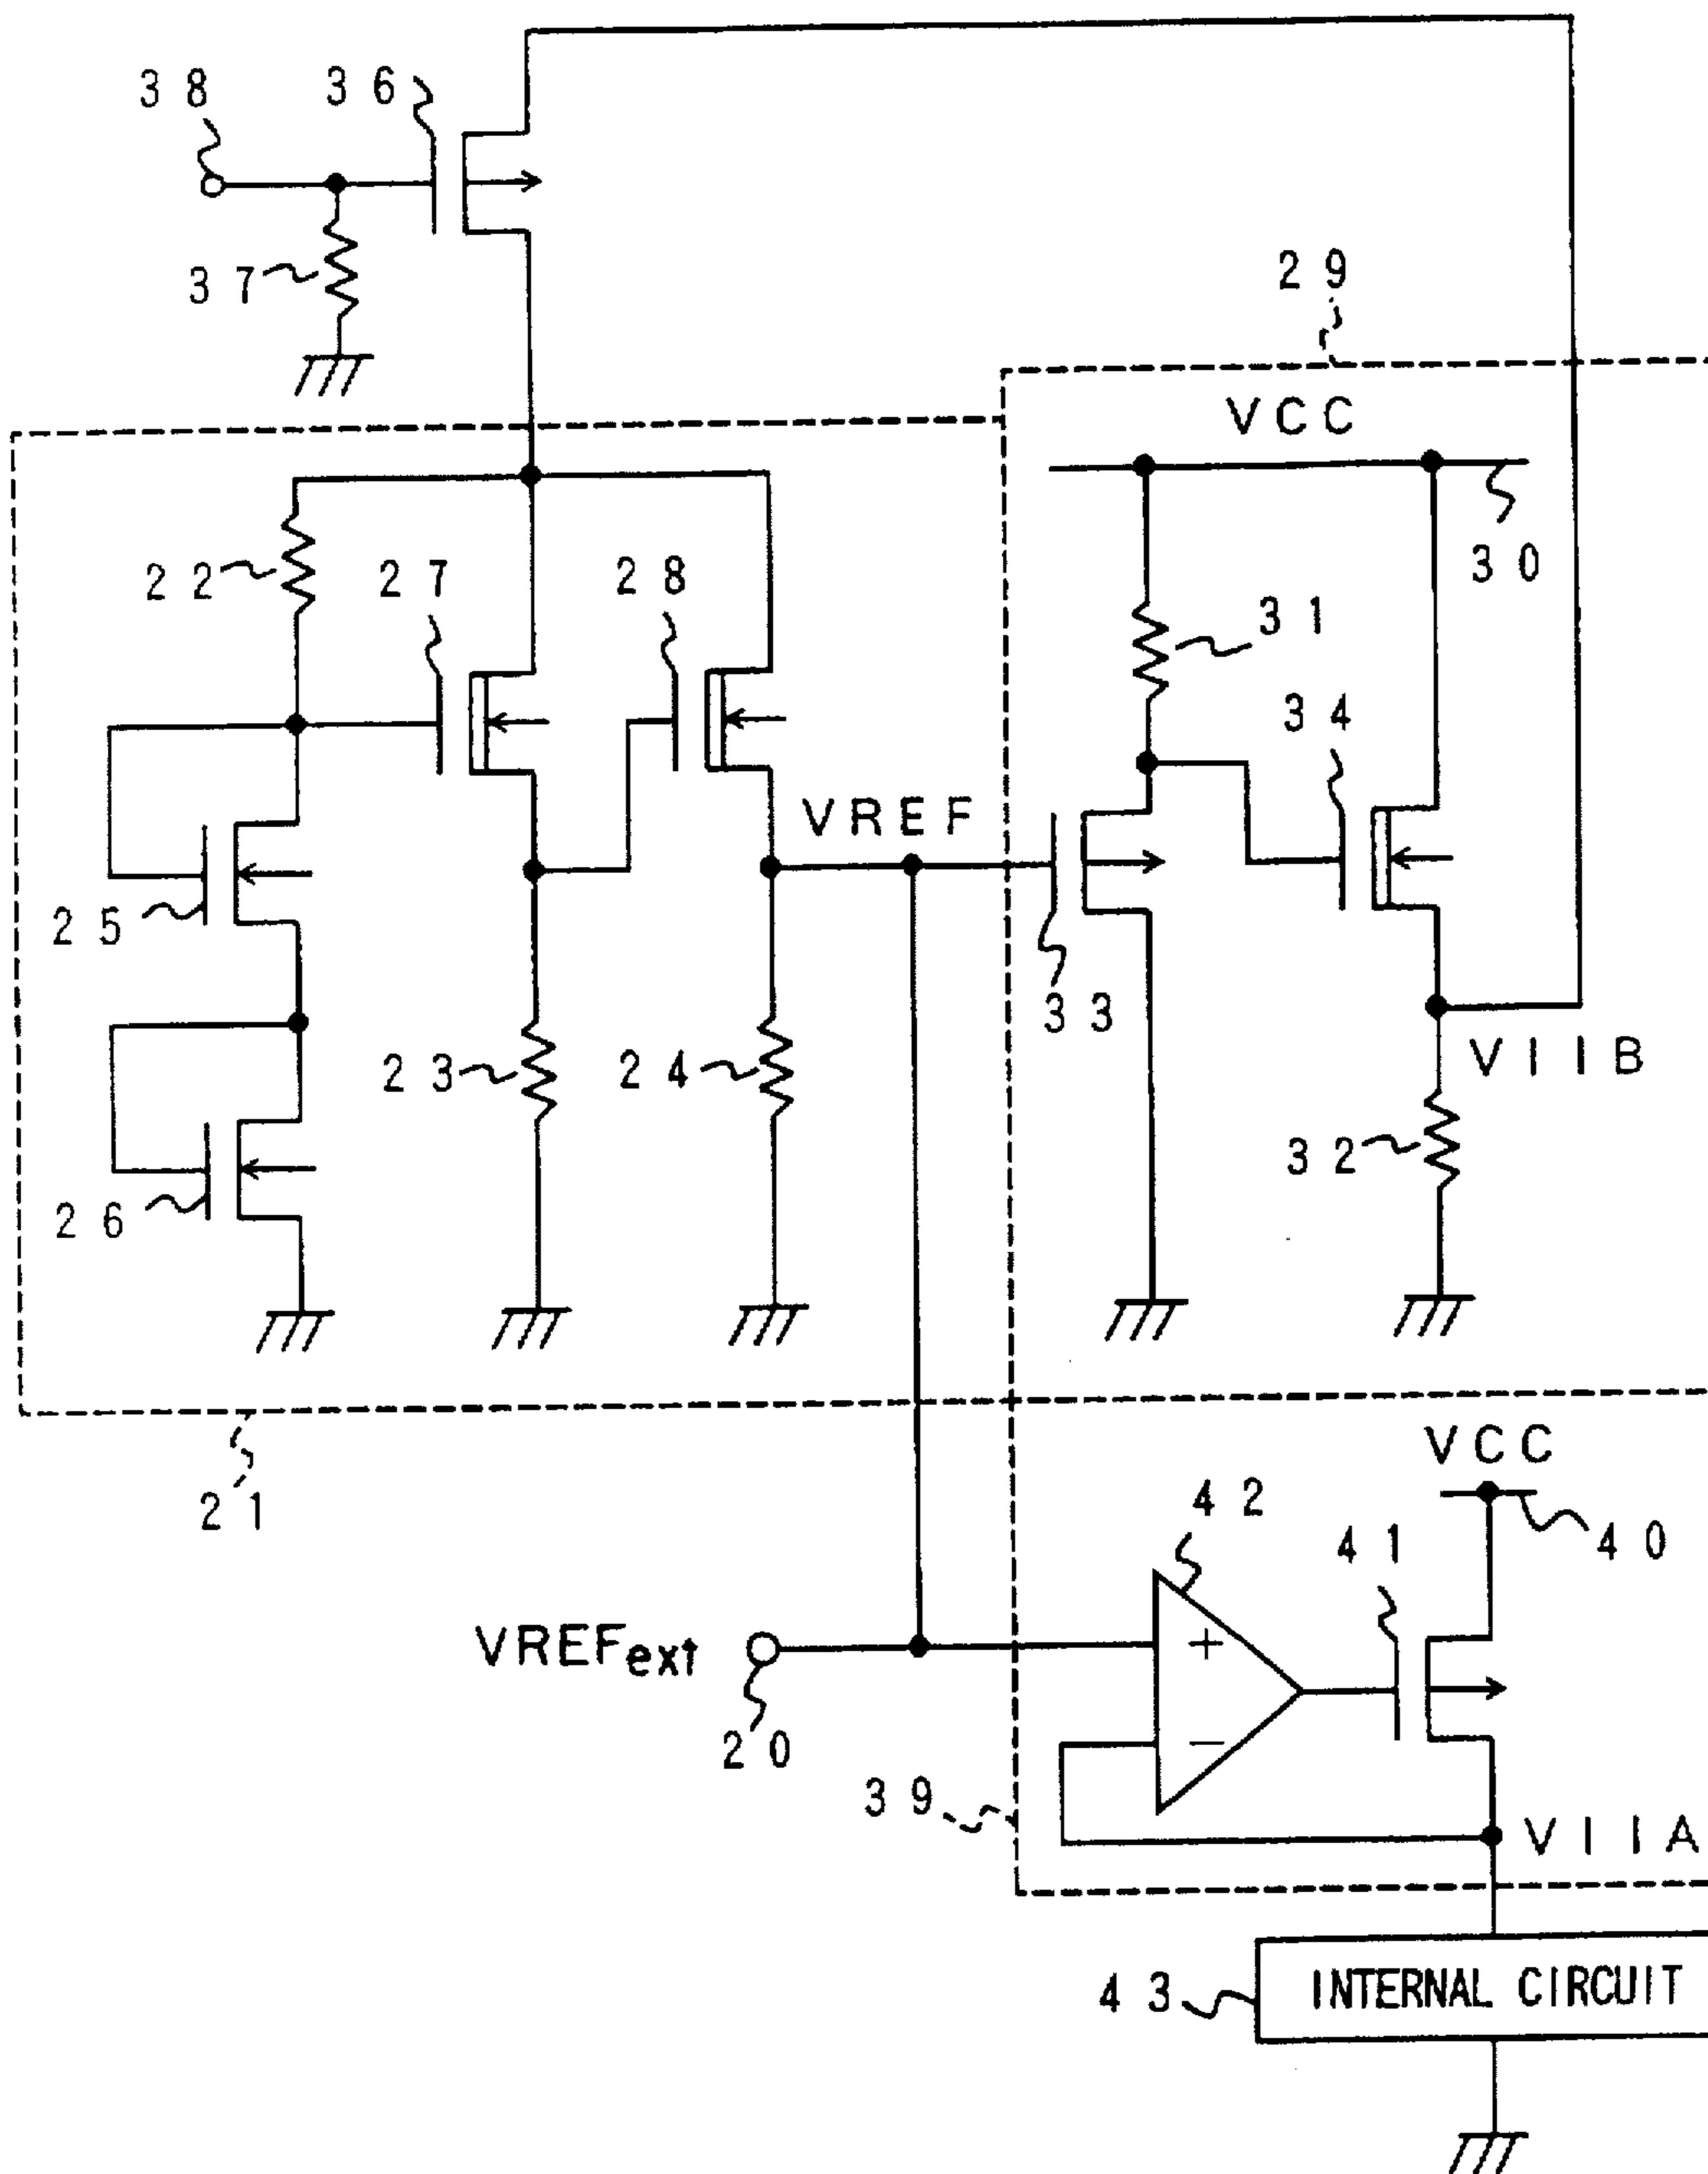 38 36
37
29
VCC
22 27 28
30
31
34
VREF
25
33
23 24
VIIB
32
26
VCC
21
42
41 40
VREFext
20
39
VIIA
43 INTERNAL CIRCUIT
+
−